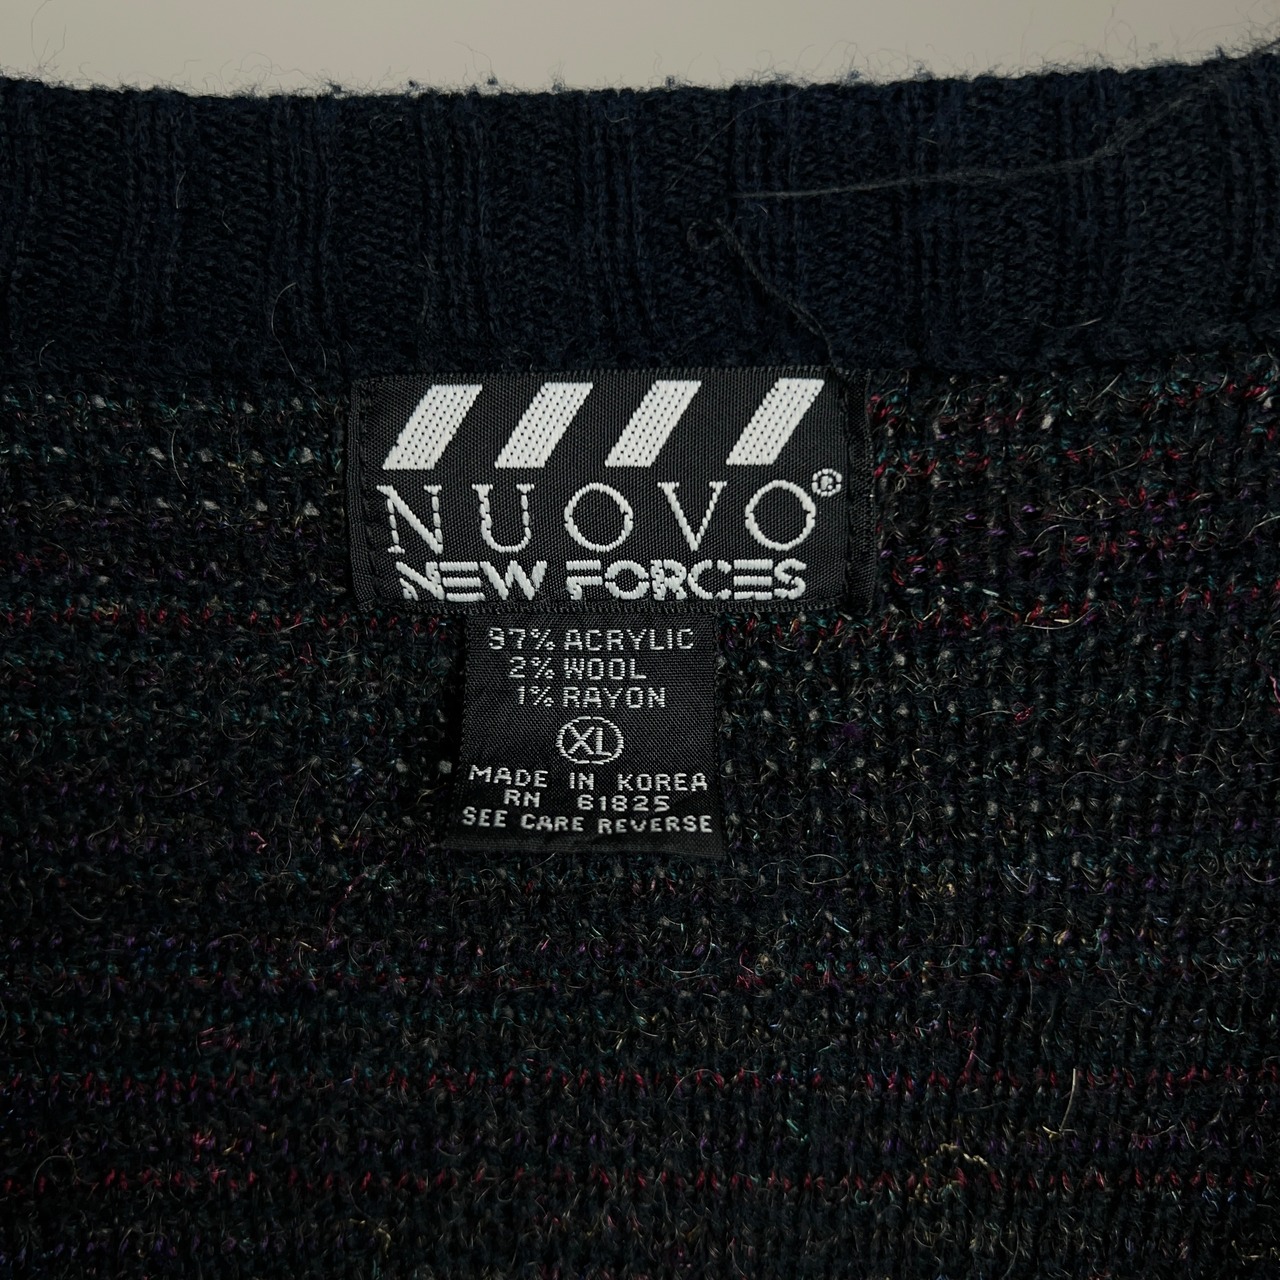 NUOVO®
NEW FORCES
97% ACRYLIC
2% WOOL
1% RAYON
XL
MADE IN KOREA
RN 61825
SEE CARE REVERSE